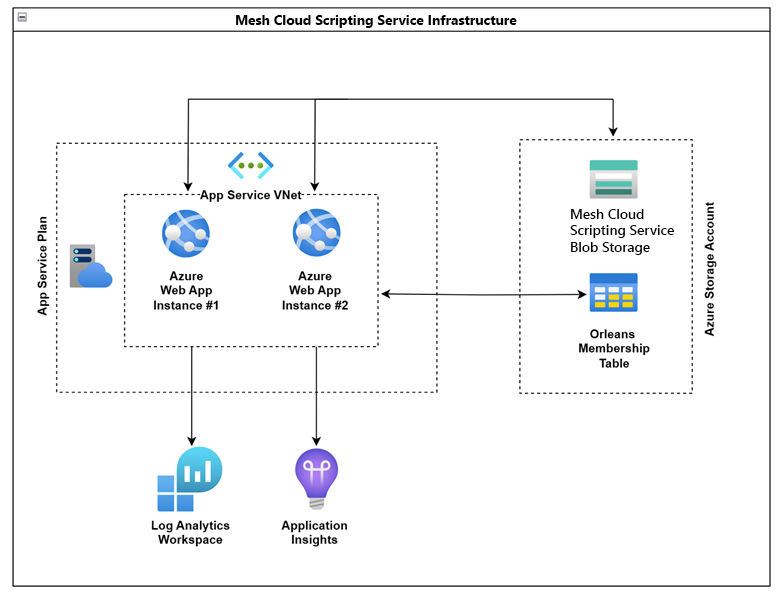 Mesh Cloud Scripting Service Infrastructure
App Service Plan
App Service VNet
Azure
Web App
Instance #1
Azure
Web App
Instance #2
Mesh Cloud
Scripting Service
Blob Storage
Orleans
Membership
Table
Azure Storage Account
Log Analytics
Workspace
Application
Insights